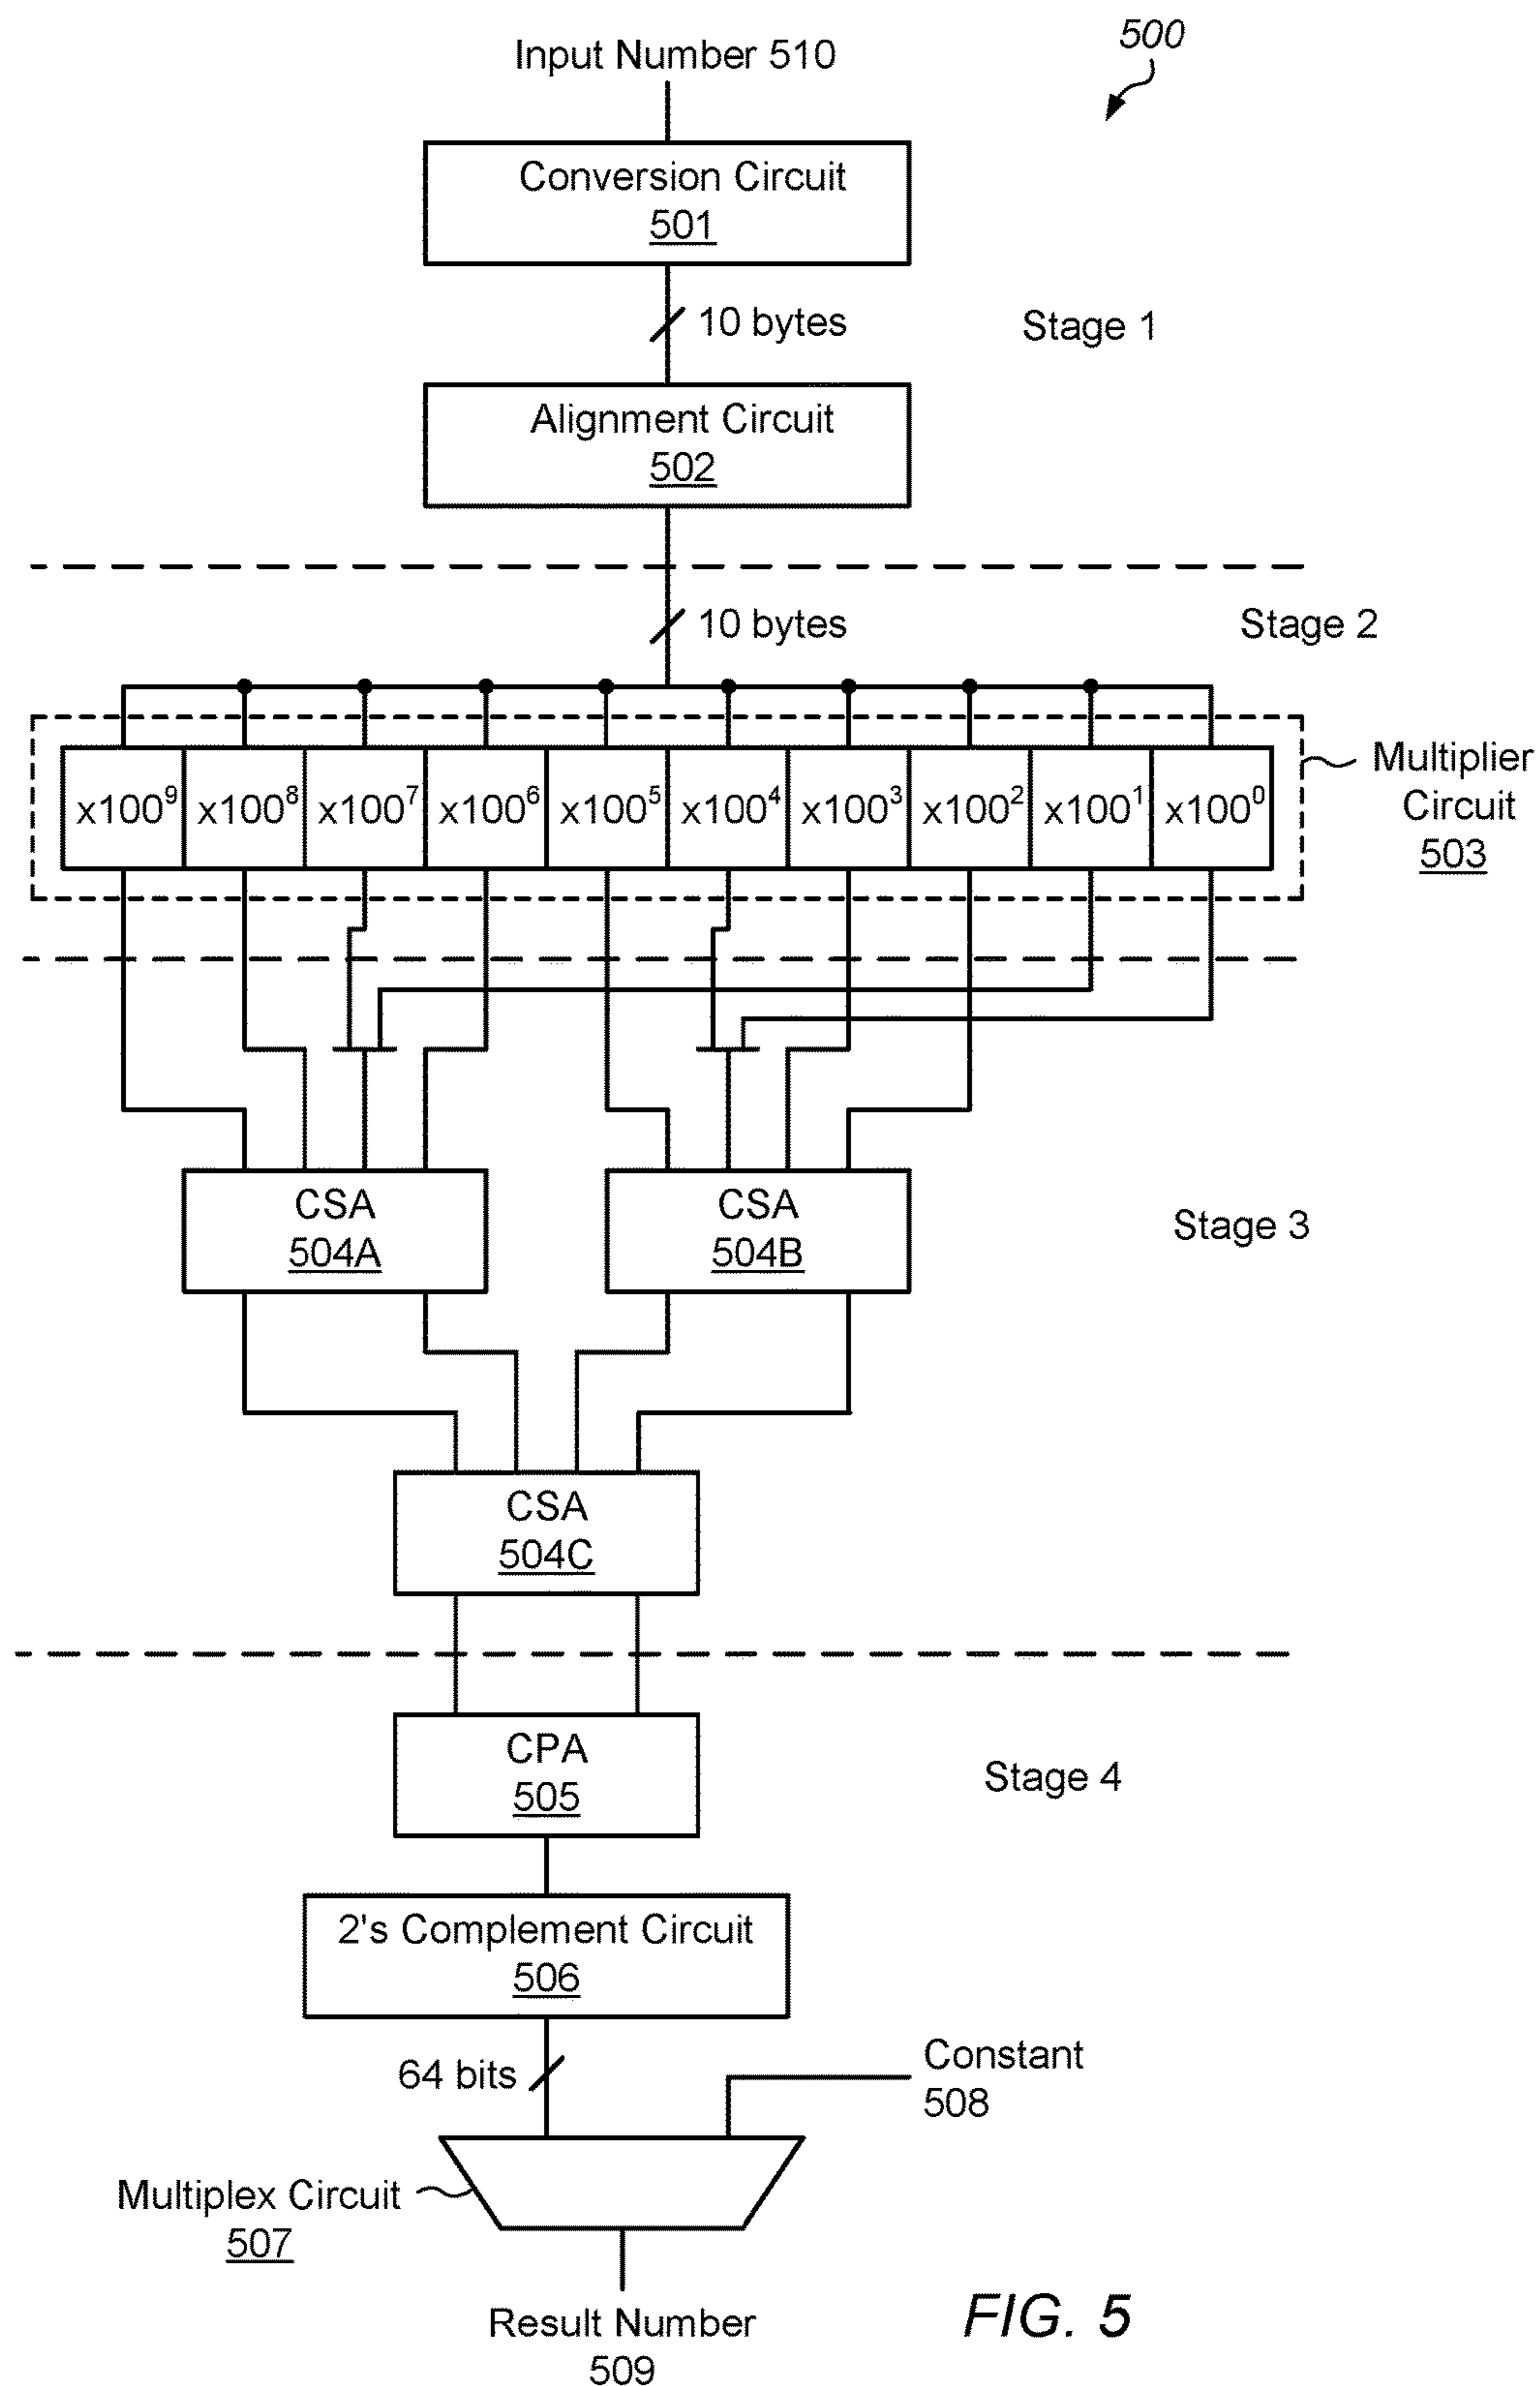 500
Input Number 510
Conversion Circuit
501
10 bytes
Stage 1
Alignment Circuit
502
10 bytes
Stage 2
x100⁹ x100⁸ x100⁷ x100⁶ x100⁵ x100⁴ x100³ x100² x100¹ x100⁰
Multiplier
Circuit
503
CSA
504A
CSA
504B
Stage 3
CSA
504C
CPA
505
Stage 4
2's Complement Circuit
506
64 bits
Constant
508
Multiplex Circuit
507
Result Number
509
FIG. 5